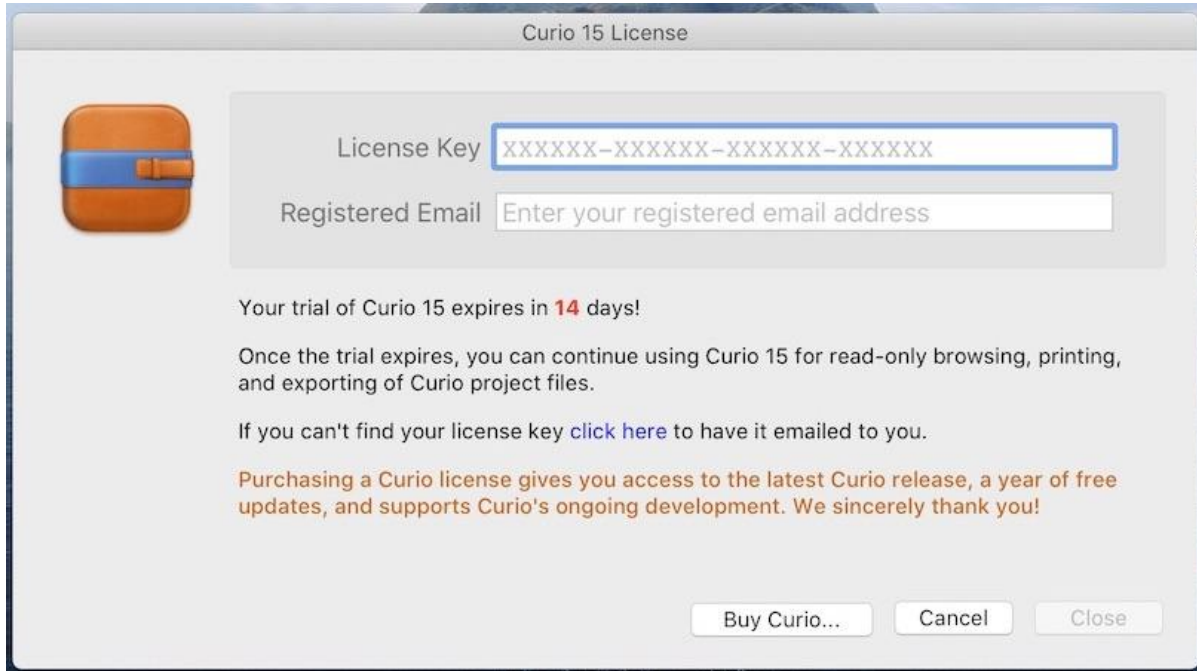 Curio 15 License
License Key XXXXXX-XXXXXX-XXXXXX-XXXXXX
Registered Email Enter your registered email address
Your trial of Curio 15 expires in 14 days!
Once the trial expires, you can continue using Curio 15 for read-only browsing, printing,
and exporting of Curio project files.
If you can't find your license key click here to have it emailed to you.
Purchasing a Curio license gives you access to the latest Curio release, a year of free
updates, and supports Curio's ongoing development. We sincerely thank you!
Buy Curio... Cancel Close